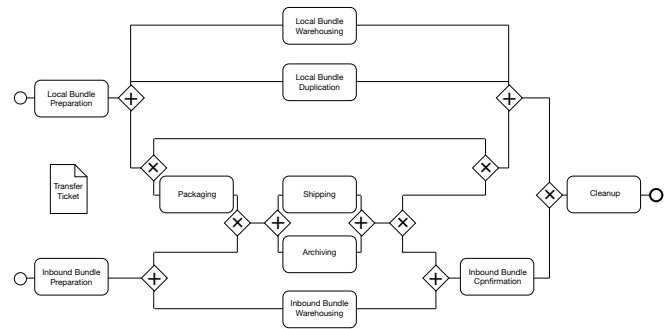 Local Bundle
Warehousing
Local Bundle
Duplication
Local Bundle
Preparation
Transfer
Ticket
Packaging
Shipping
Cleanup
Archiving
Inbound Bundle
Preparation
Inbound Bundle
Cpnfirmation
Inbound Bundle
Warehousing